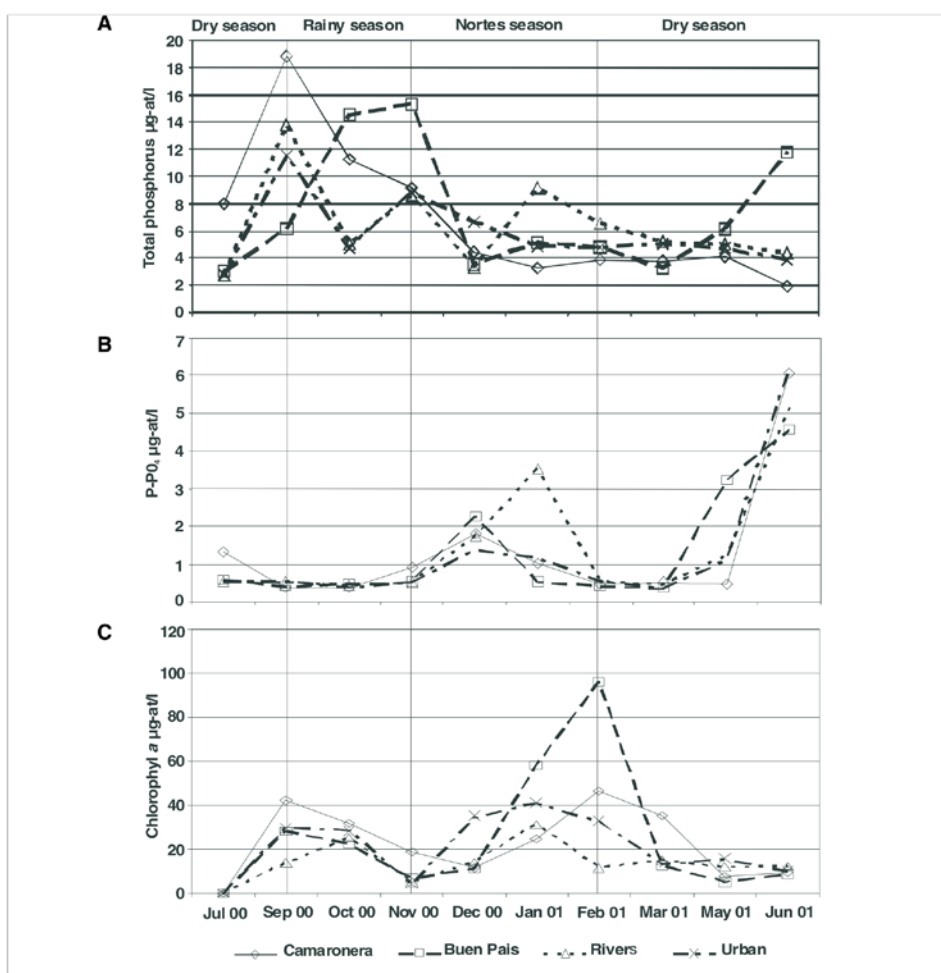 A
Dry season Rainy season Nortes season Dry season
Total phosphorus µg-at/l
20
18
16
14
12
10
8
6
4
2
0
B
P-P0₄ µg-at/l
7
6
5
4
3
2
1
0
C
Chlorophyl a µg-at/l
120
100
80
60
40
20
0
Jul 00 Sep 00 Oct 00 Nov 00 Dec 00 Jan 01 Feb 01 Mar 01 May 01 Jun 01
Camaronera Buen Pais Rivers Urban